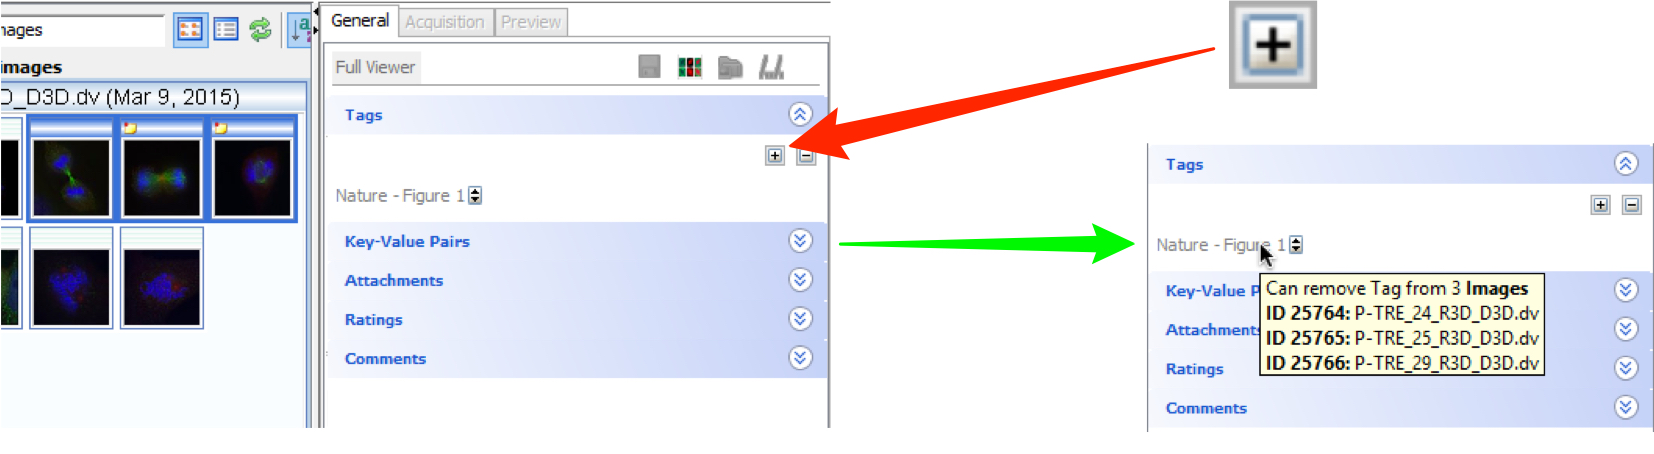 nages
images
D_D3D.dv (Mar 9, 2015)
General
Acquisition
Preview
Full Viewer
Tags
Nature - Figure 1
Key-Value Pairs
Attachments
Ratings
Comments
Tags
Nature - Figure 1
Key-Value P
Can remove Tag from 3 Images
ID 25764: P-TRE_24_R3D_D3D.dv
Attachments
ID 25765: P-TRE_25_R3D_D3D.dv
Ratings
ID 25766: P-TRE_29_R3D_D3D.dv
Comments